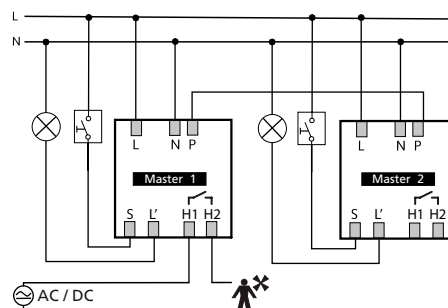 L
N
L N P L N P
Master 1 Master 2
S L' H1 H2 S L' H1 H2
AC / DC